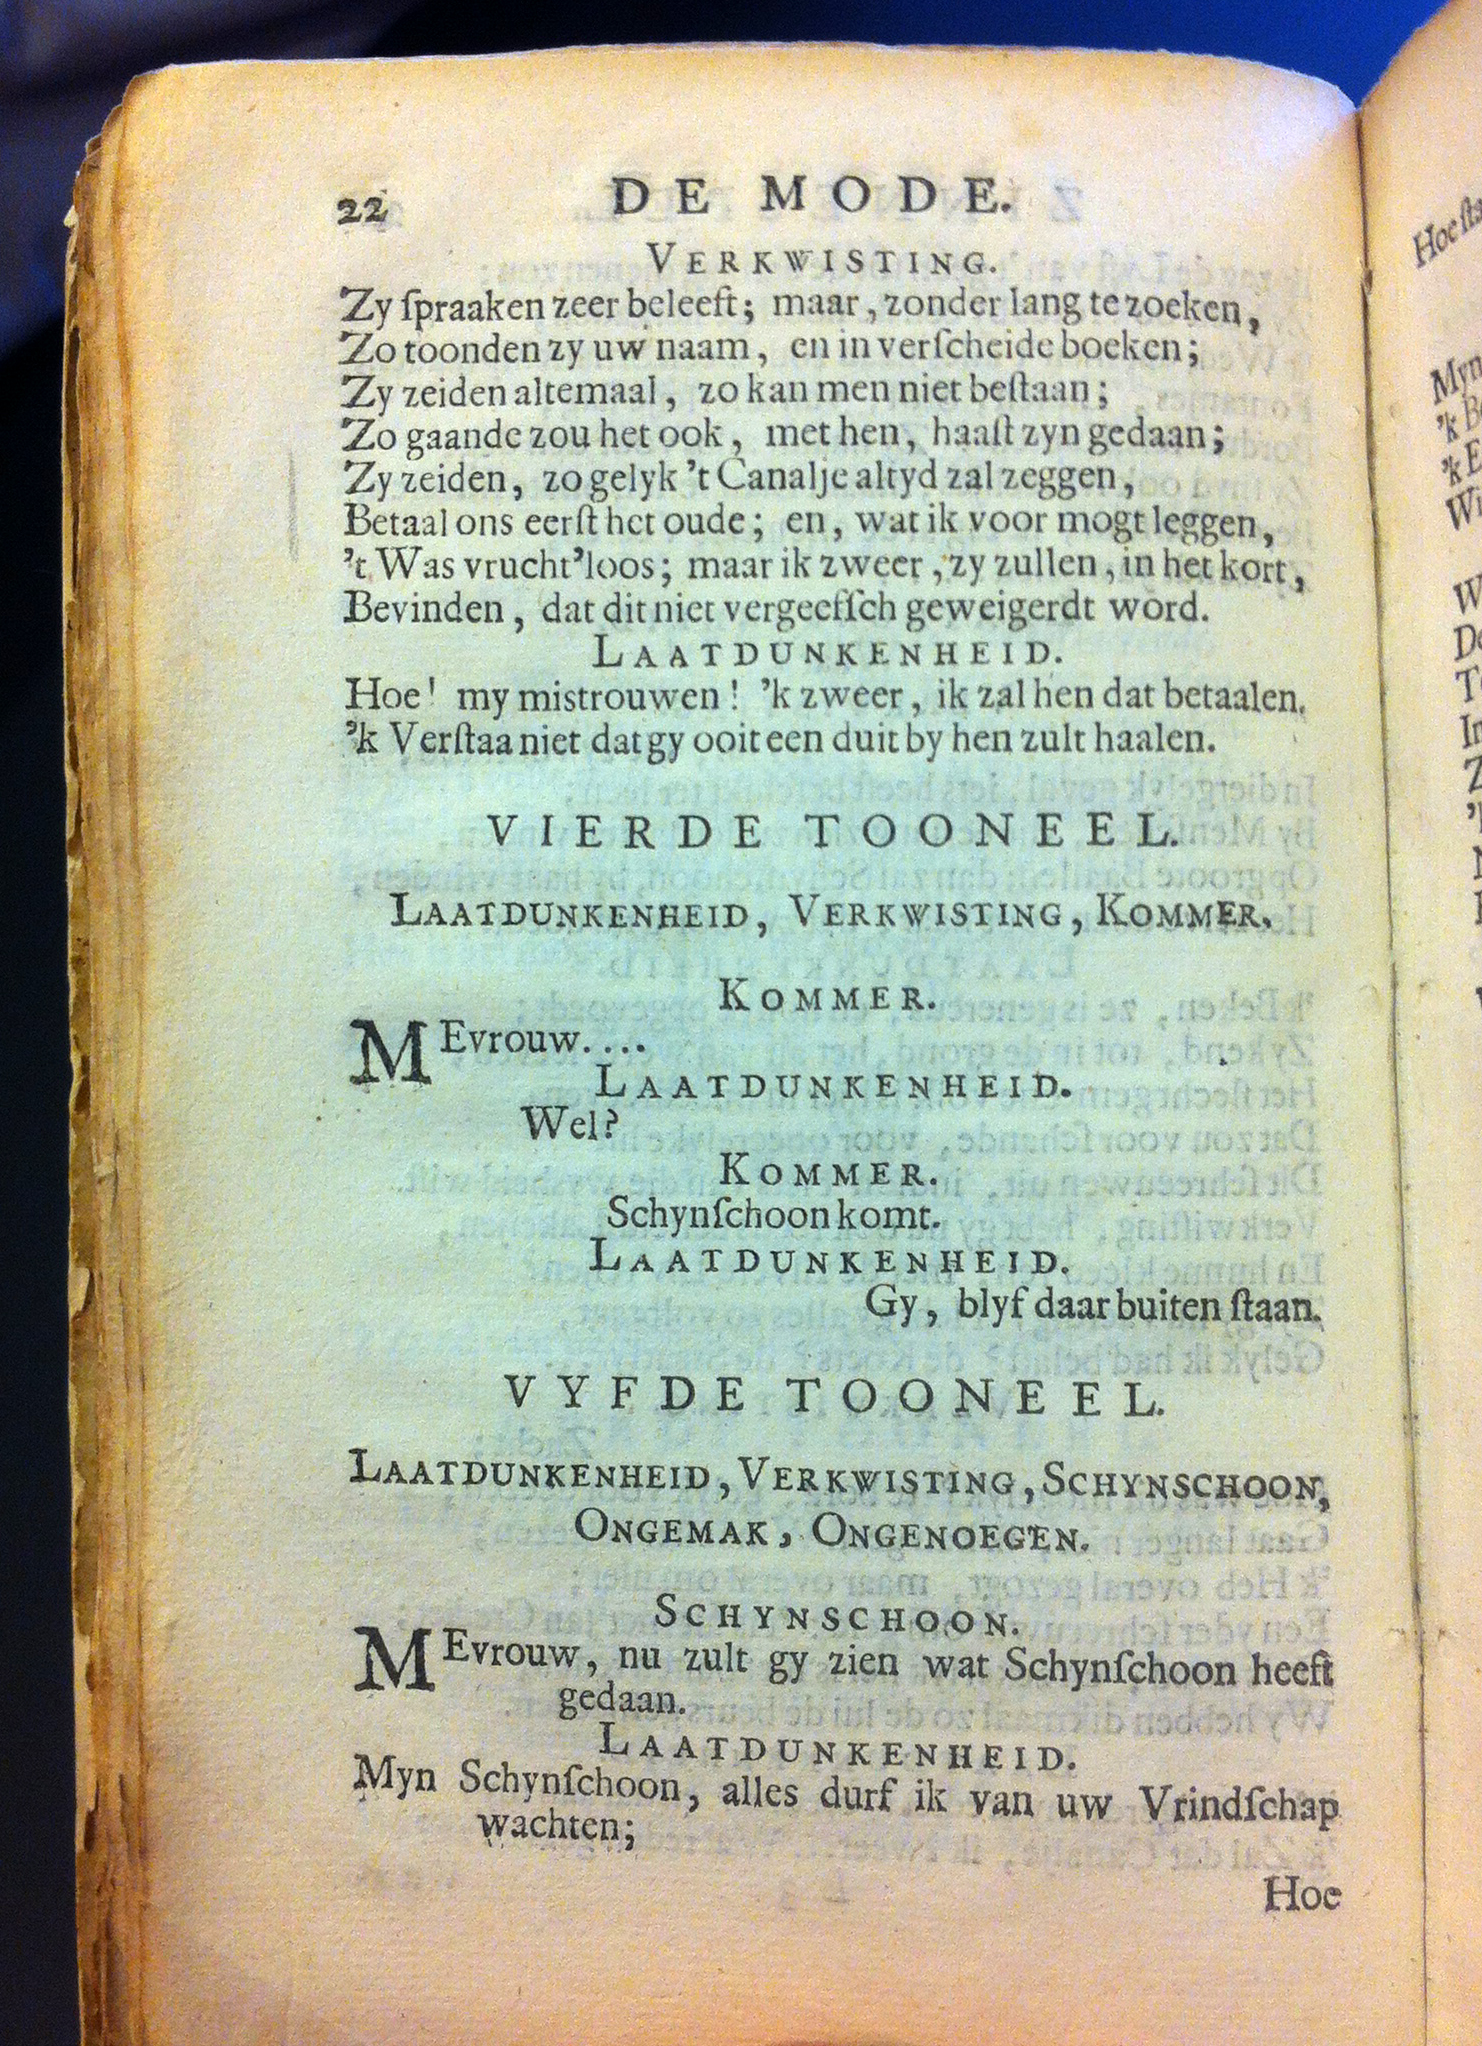 22 DE MODE.
VERKWISTING.
Zy ſpraaken zeer beleeft; maar, zonder lang te zoeken,
Zo toonden zy uw naam, en in verſcheide boeken;
Zy zeiden altemaal, zo kan men niet beſtaan;
Zo gaande zou het ook, met hen, haaſt zyn gedaan;
Zy zeiden, zo gelyk 't Canalje altyd zal zeggen,
Betaal ons eerſt het oude; en, wat ik voor mogt leggen,
't Was vrucht'loos; maar ik zweer, zy zullen, in het kort,
Bevinden, dat dit niet vergeefſch geweigerdt word.
LAATDUNKENHEID.
Hoe! my mistrouwen! 'k zweer, ik zal hen dat betaalen.
'k Verſtaa niet dat gy ooit een duit by hen zult haalen.
VIERDE TOONEEL.
LAATDUNKENHEID, VERKWISTING, KOMMER.
KOMMER.
MEvrouw....
LAATDUNKENHEID.
Wel?
KOMMER.
Schynſchoon komt.
LAATDUNKENHEID.
Gy, blyf daar buiten ſtaan.
VYFDE TOONEEL.
LAATDUNKENHEID, VERKWISTING, SCHYNSCHOON,
ONGEMAK, ONGENOEGEN.
SCHYNSCHOON.
MEvrouw, nu zult gy zien wat Schynſchoon heeft
gedaan.
LAATDUNKENHEID.
Myn Schynſchoon, alles durf ik van uw Vrindſchap
wachten;
Hoe